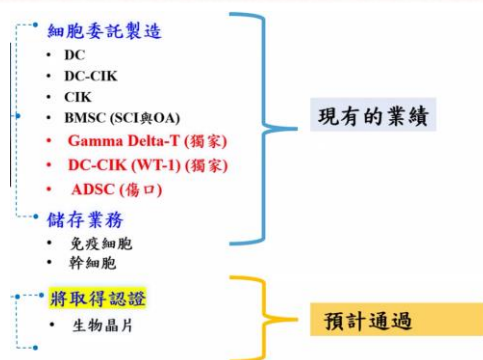 細胞委託製造
• DC
• DC-CIK
• CIK
• BMSC (SCI與OA)
• Gamma Delta-T (獨家)
• DC-CIK (WT-1) (獨家)
• ADSC (傷口)
儲存業務
• 免疫細胞
• 幹細胞
現有的業績
將取得認證
• 生物晶片
預計通過